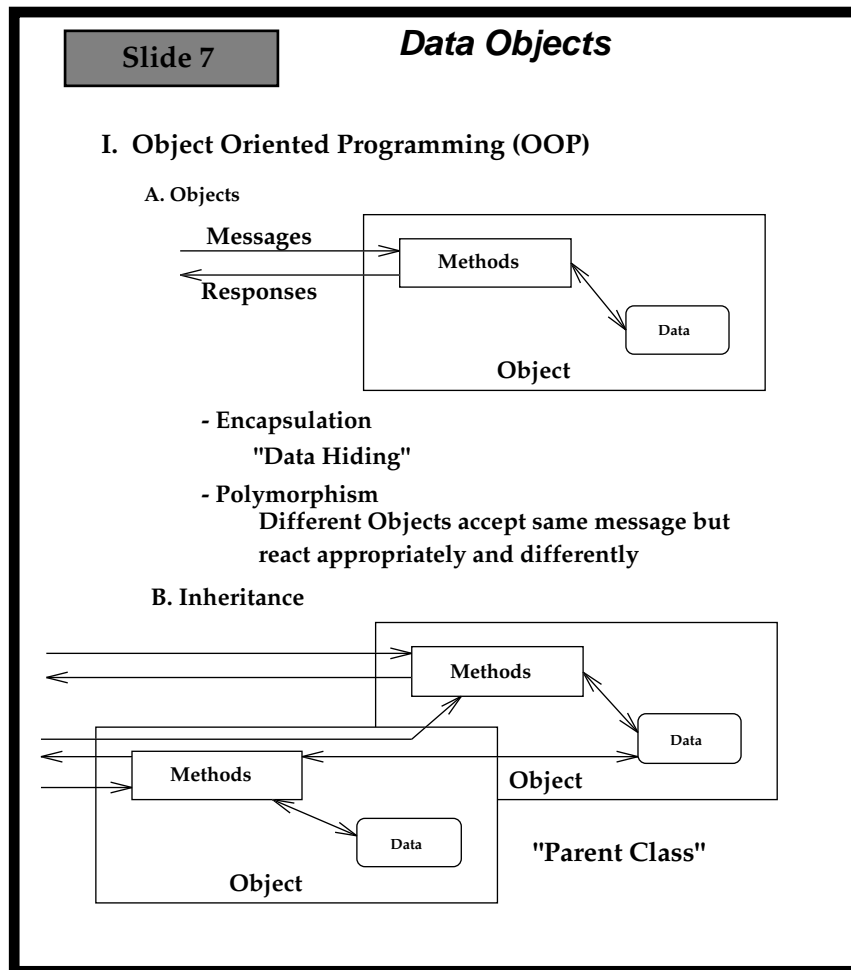 Slide 7
Data Objects
I. Object Oriented Programming (OOP)
A. Objects
Messages
Methods
Responses
Data
Object
- Encapsulation
"Data Hiding"
- Polymorphism
Different Objects accept same message but
react appropriately and differently
B. Inheritance
Methods
Data
Object
Methods
Data
Object
"Parent Class"